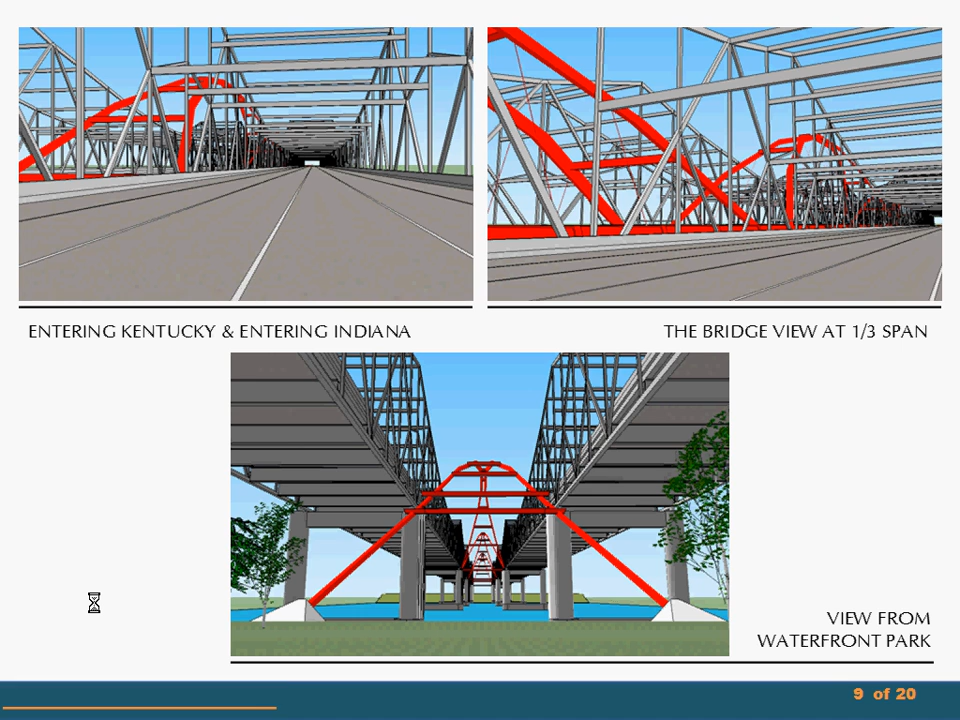 ENTERING KENTUCKY & ENTERING INDIANA
THE BRIDGE VIEW AT 1/3 SPAN
VIEW FROM
WATERFRONT PARK
9 of 20